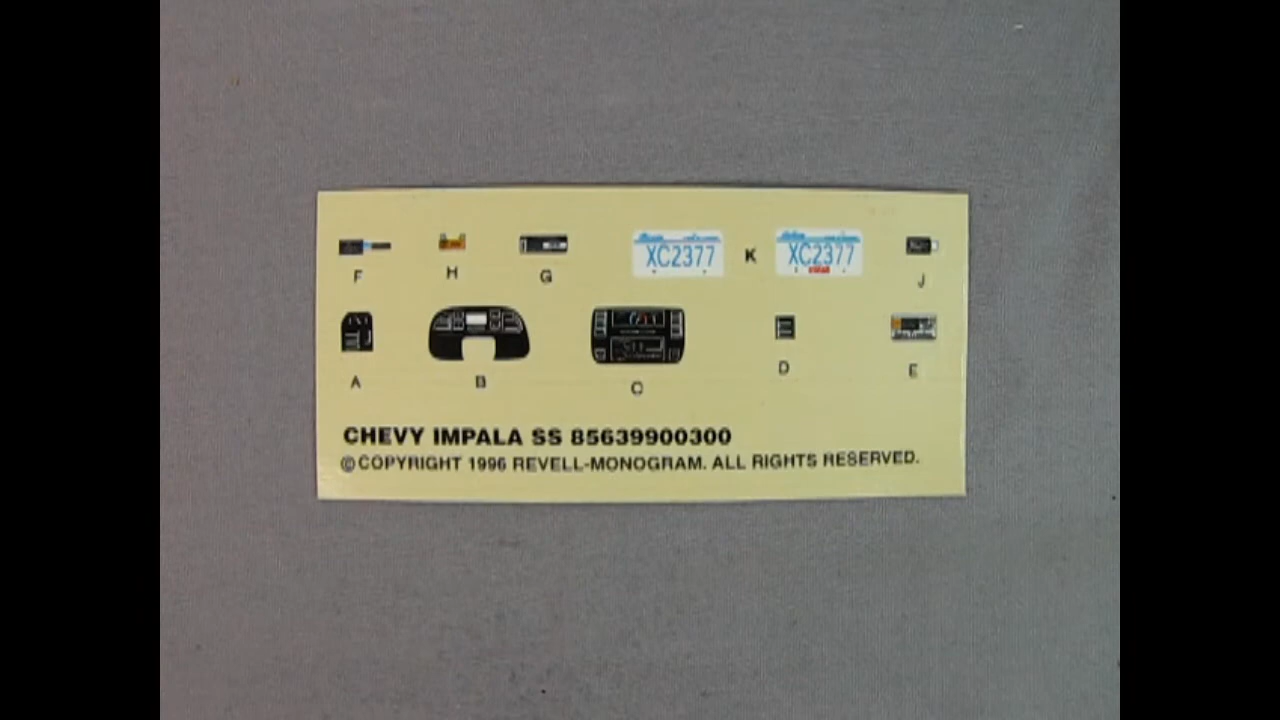 XC2377 K XC2377
F H G J
A B C D E
CHEVY IMPALA SS 85639900300
©COPYRIGHT 1996 REVELL-MONOGRAM. ALL RIGHTS RESERVED.